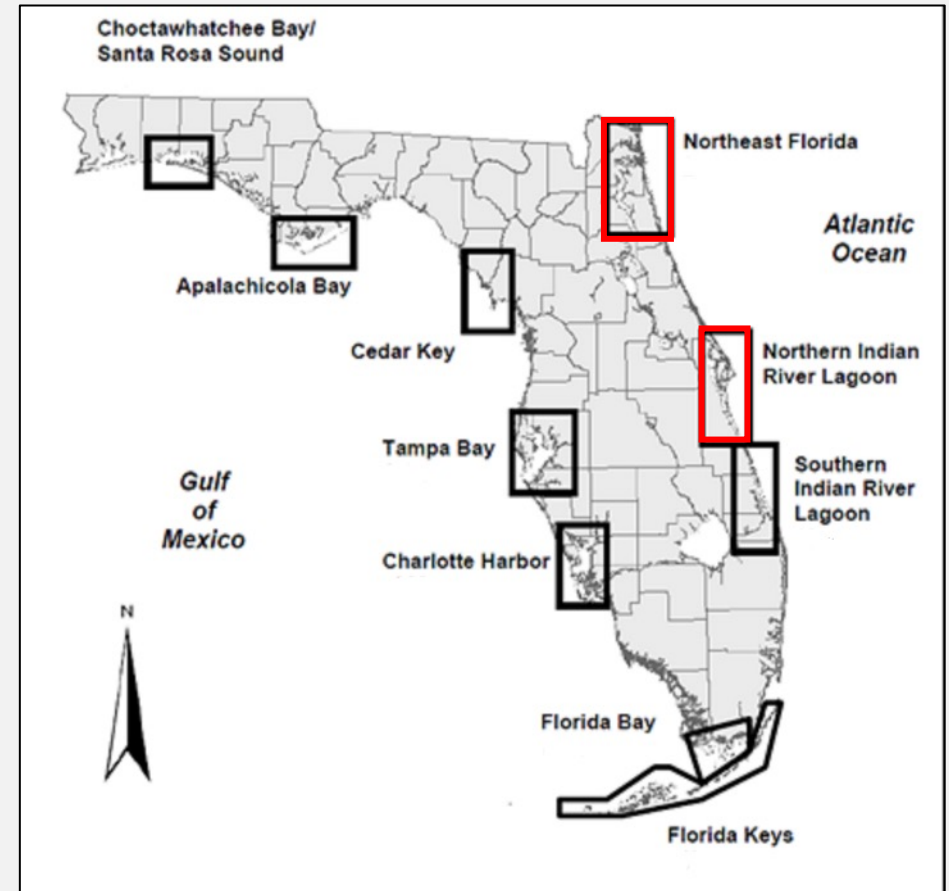 Choctawhatchee Bay/
Santa Rosa Sound
Northeast Florida
Atlantic
Ocean
Apalachicola Bay
Cedar Key
Northern Indian
River Lagoon
Tampa Bay
Southern
Indian River
Lagoon
Gulf
of
Mexico
Charlotte Harbor
N
Florida Bay
Florida Keys